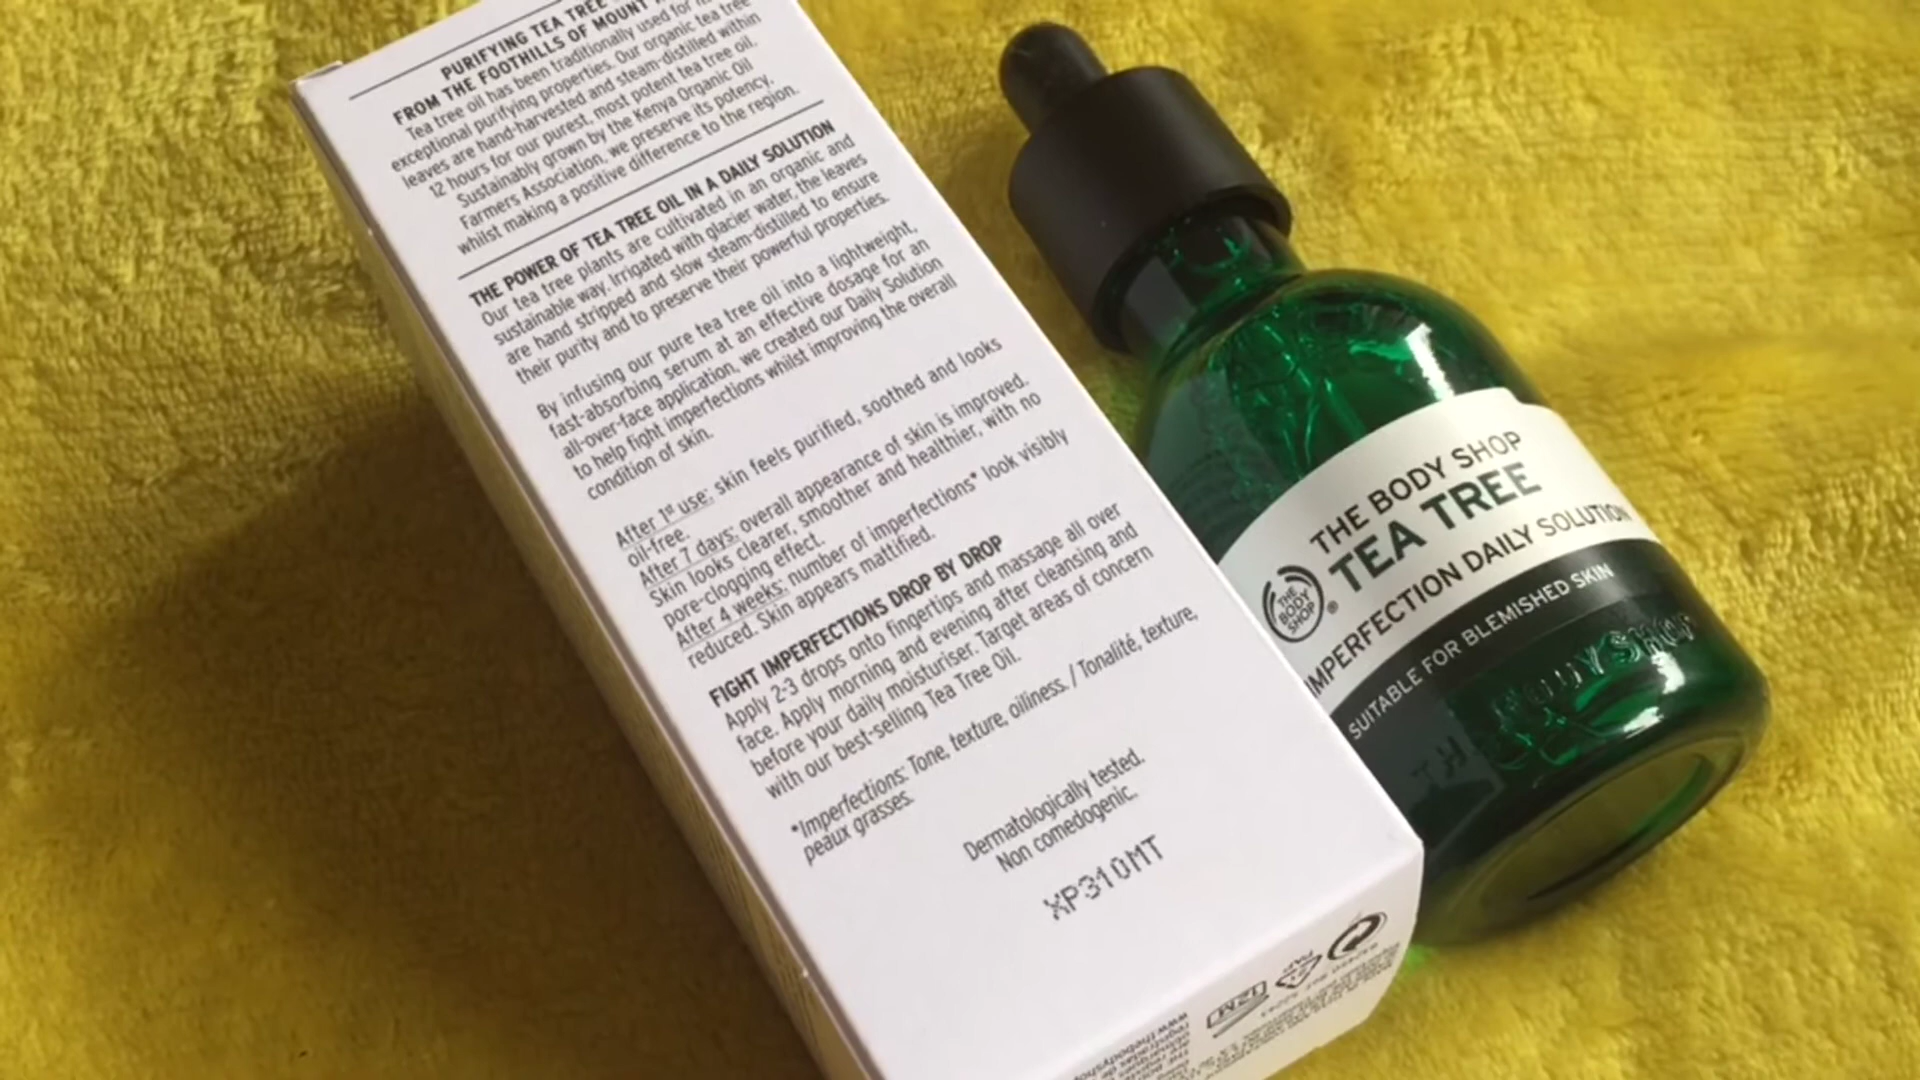 PURIFYING TEA TREE
FROM THE FOOTHILLS OF MOUNT
Tea tree oil has been traditionally used for
exceptional purifying properties. Our organic tea tree
leaves are hand-harvested and steam-distilled within
12 hours for our purest, most potent tea tree oil.
Sustainably grown by the Kenya Organic Oil
Farmers Association, we preserve its potency,
whilst making a positive difference to the region.
THE POWER OF TEA TREE OIL IN A DAILY SOLUTION
Our tea tree plants are cultivated in an organic and
sustainable way. Irrigated with glacier water, the leaves
are hand stripped and slow steam-distilled to ensure
their purity and to preserve their powerful properties.
By infusing our pure tea tree oil into a lightweight,
fast-absorbing serum at an effective dosage for an
all-over-face application, we created our Daily Solution
to help fight imperfections whilst improving the overall
condition of skin.
After 1st use: skin feels purified, soothed and looks
oil-free.
After 7 days: overall appearance of skin is improved.
Skin looks clearer, smoother and healthier, with no
pore-clogging effect.
After 4 weeks: number of imperfections* look visibly
reduced. Skin appears mattified.
FIGHT IMPERFECTIONS DROP BY DROP
Apply 2-3 drops onto fingertips and massage all over
face. Apply morning and evening after cleansing and
before your daily moisturiser. Target areas of concern
with our best-selling Tea Tree Oil.
*Imperfections: Tone, texture, oiliness. / Tonalité, texture,
peaux grasses.
Dermatologically tested.
Non comedogenic.
XP310MT
12M
PAP
THE BODY SHOP
TEA TREE
IMPERFECTION DAILY SOLUTION
SUITABLE FOR BLEMISHED SKIN
THE
BODY
SHOP
®